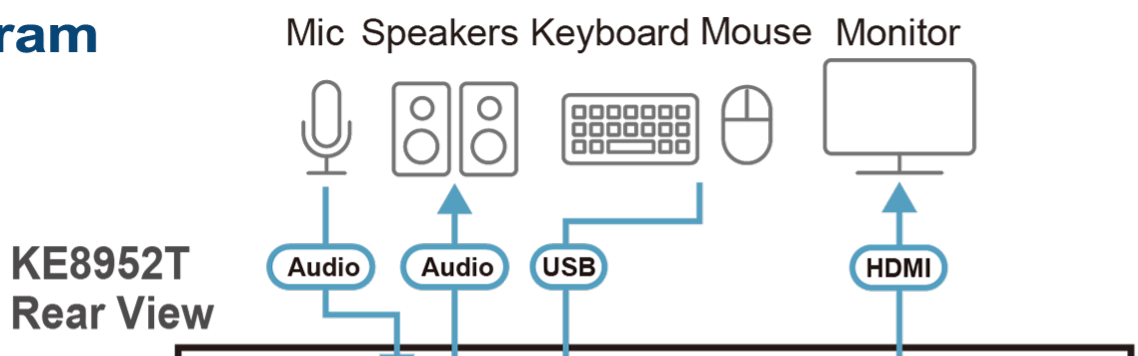 ram
Mic Speakers Keyboard Mouse Monitor
KE8952T
Rear View
Audio Audio USB HDMI